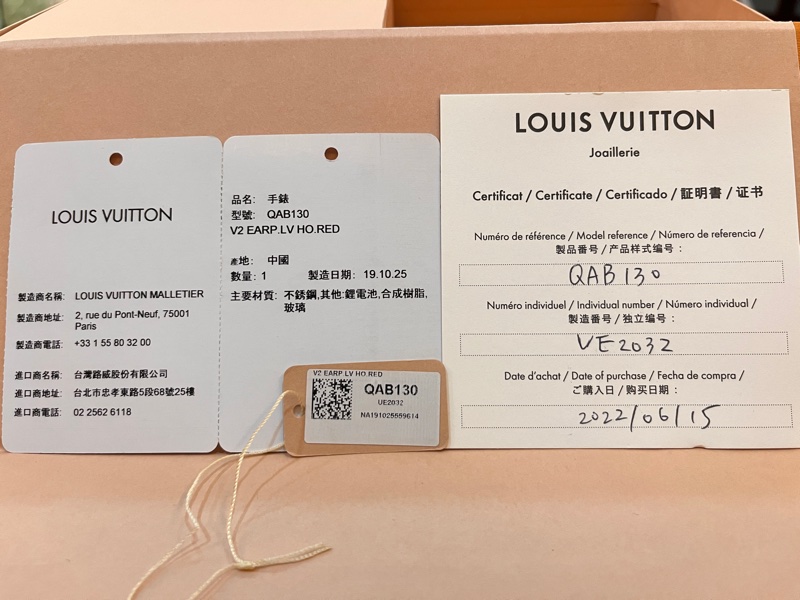 LOUIS VUITTON
製造商名稱: LOUIS VUITTON MALLETIER
製造商地址: 2, rue du Pont-Neuf, 75001
Paris
製造商電話: +33 1 55 80 32 00
進口商名稱: 台灣路威股份有限公司
進口商地址: 台北市忠孝東路5段68號25樓
進口商電話: 02 2562 6118
品名: 手錶
型號: QAB130
V2 EARP.LV HO.RED
產地: 中國
數量: 1 製造日期: 19.10.25
主要材質: 不銹鋼,其他:鋰電池,合成樹脂,
玻璃
V2 EARP.LV HO.RED
QAB130
UE2032
NA191025559614
LOUIS VUITTON
Joaillerie
Certificat / Certificate / Certificado / 証明書 / 证书
Numéro de référence / Model reference / Número de referencia /
製品番号 / 产品样式编号 :
QAB130
Numéro individuel / Individual number / Número individual /
製造番号 / 独立编号 :
VE2032
Date d'achat / Date of purchase / Fecha de compra /
ご購入日 / 购买日期 :
2022/06/15